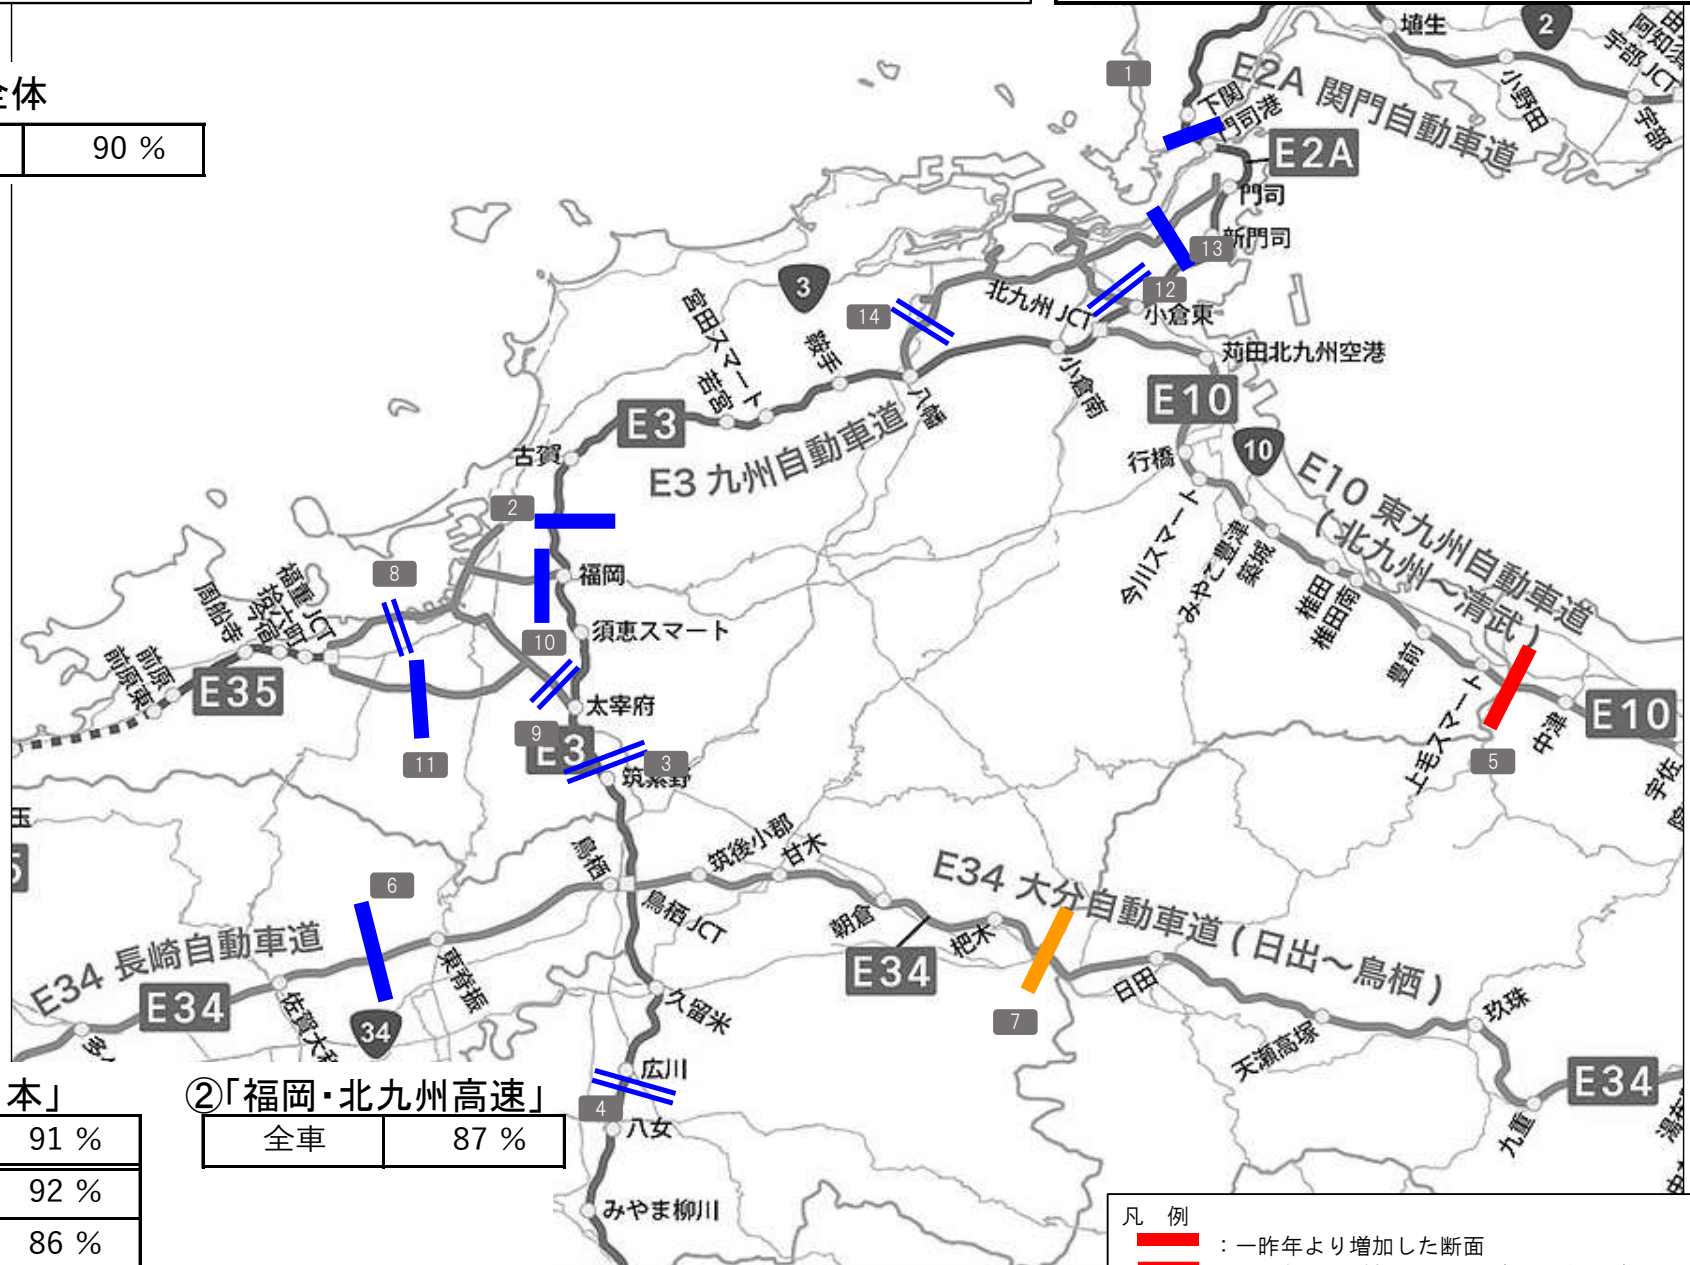 全体
90 %
1
2
埴生
小野田
宇部 JCT
宇部
E2A 関門自動車道
下関
門司港
E2A
門司
新門司
13
12
北九州 JCT
小倉東
3
14
宮田スマート
若宮
鞍手
八幡
小倉南
苅田北九州空港
E10
E3
E3 九州自動車道
古賀
行橋
10
今川スマート
みやこ豊津
築城
椎田
椎田南
豊前
上毛スマート
中津
宇佐
E10 東九州自動車道
( 北九州～清武 )
E10
5
2
福岡
8
10
須恵スマート
福重 JCT
拾六町
今宿
周船寺
前原
前原東
E35
太宰府
9
E3
3
11
筑紫野
6
鳥栖
鳥栖 JCT
筑後小郡
甘木
朝倉
杷木
E34 大分自動車道 ( 日出～鳥栖 )
E34
日田
7
天瀬高塚
玖珠
九重
E34
E34 長崎自動車道
E34
34
東脊振
佐賀大和
久留米
広川
4
八女
みやま柳川
本」
91 %
92 %
86 %
②「福岡・北九州高速」
全車 87 %
凡 例
：一昨年より増加した断面